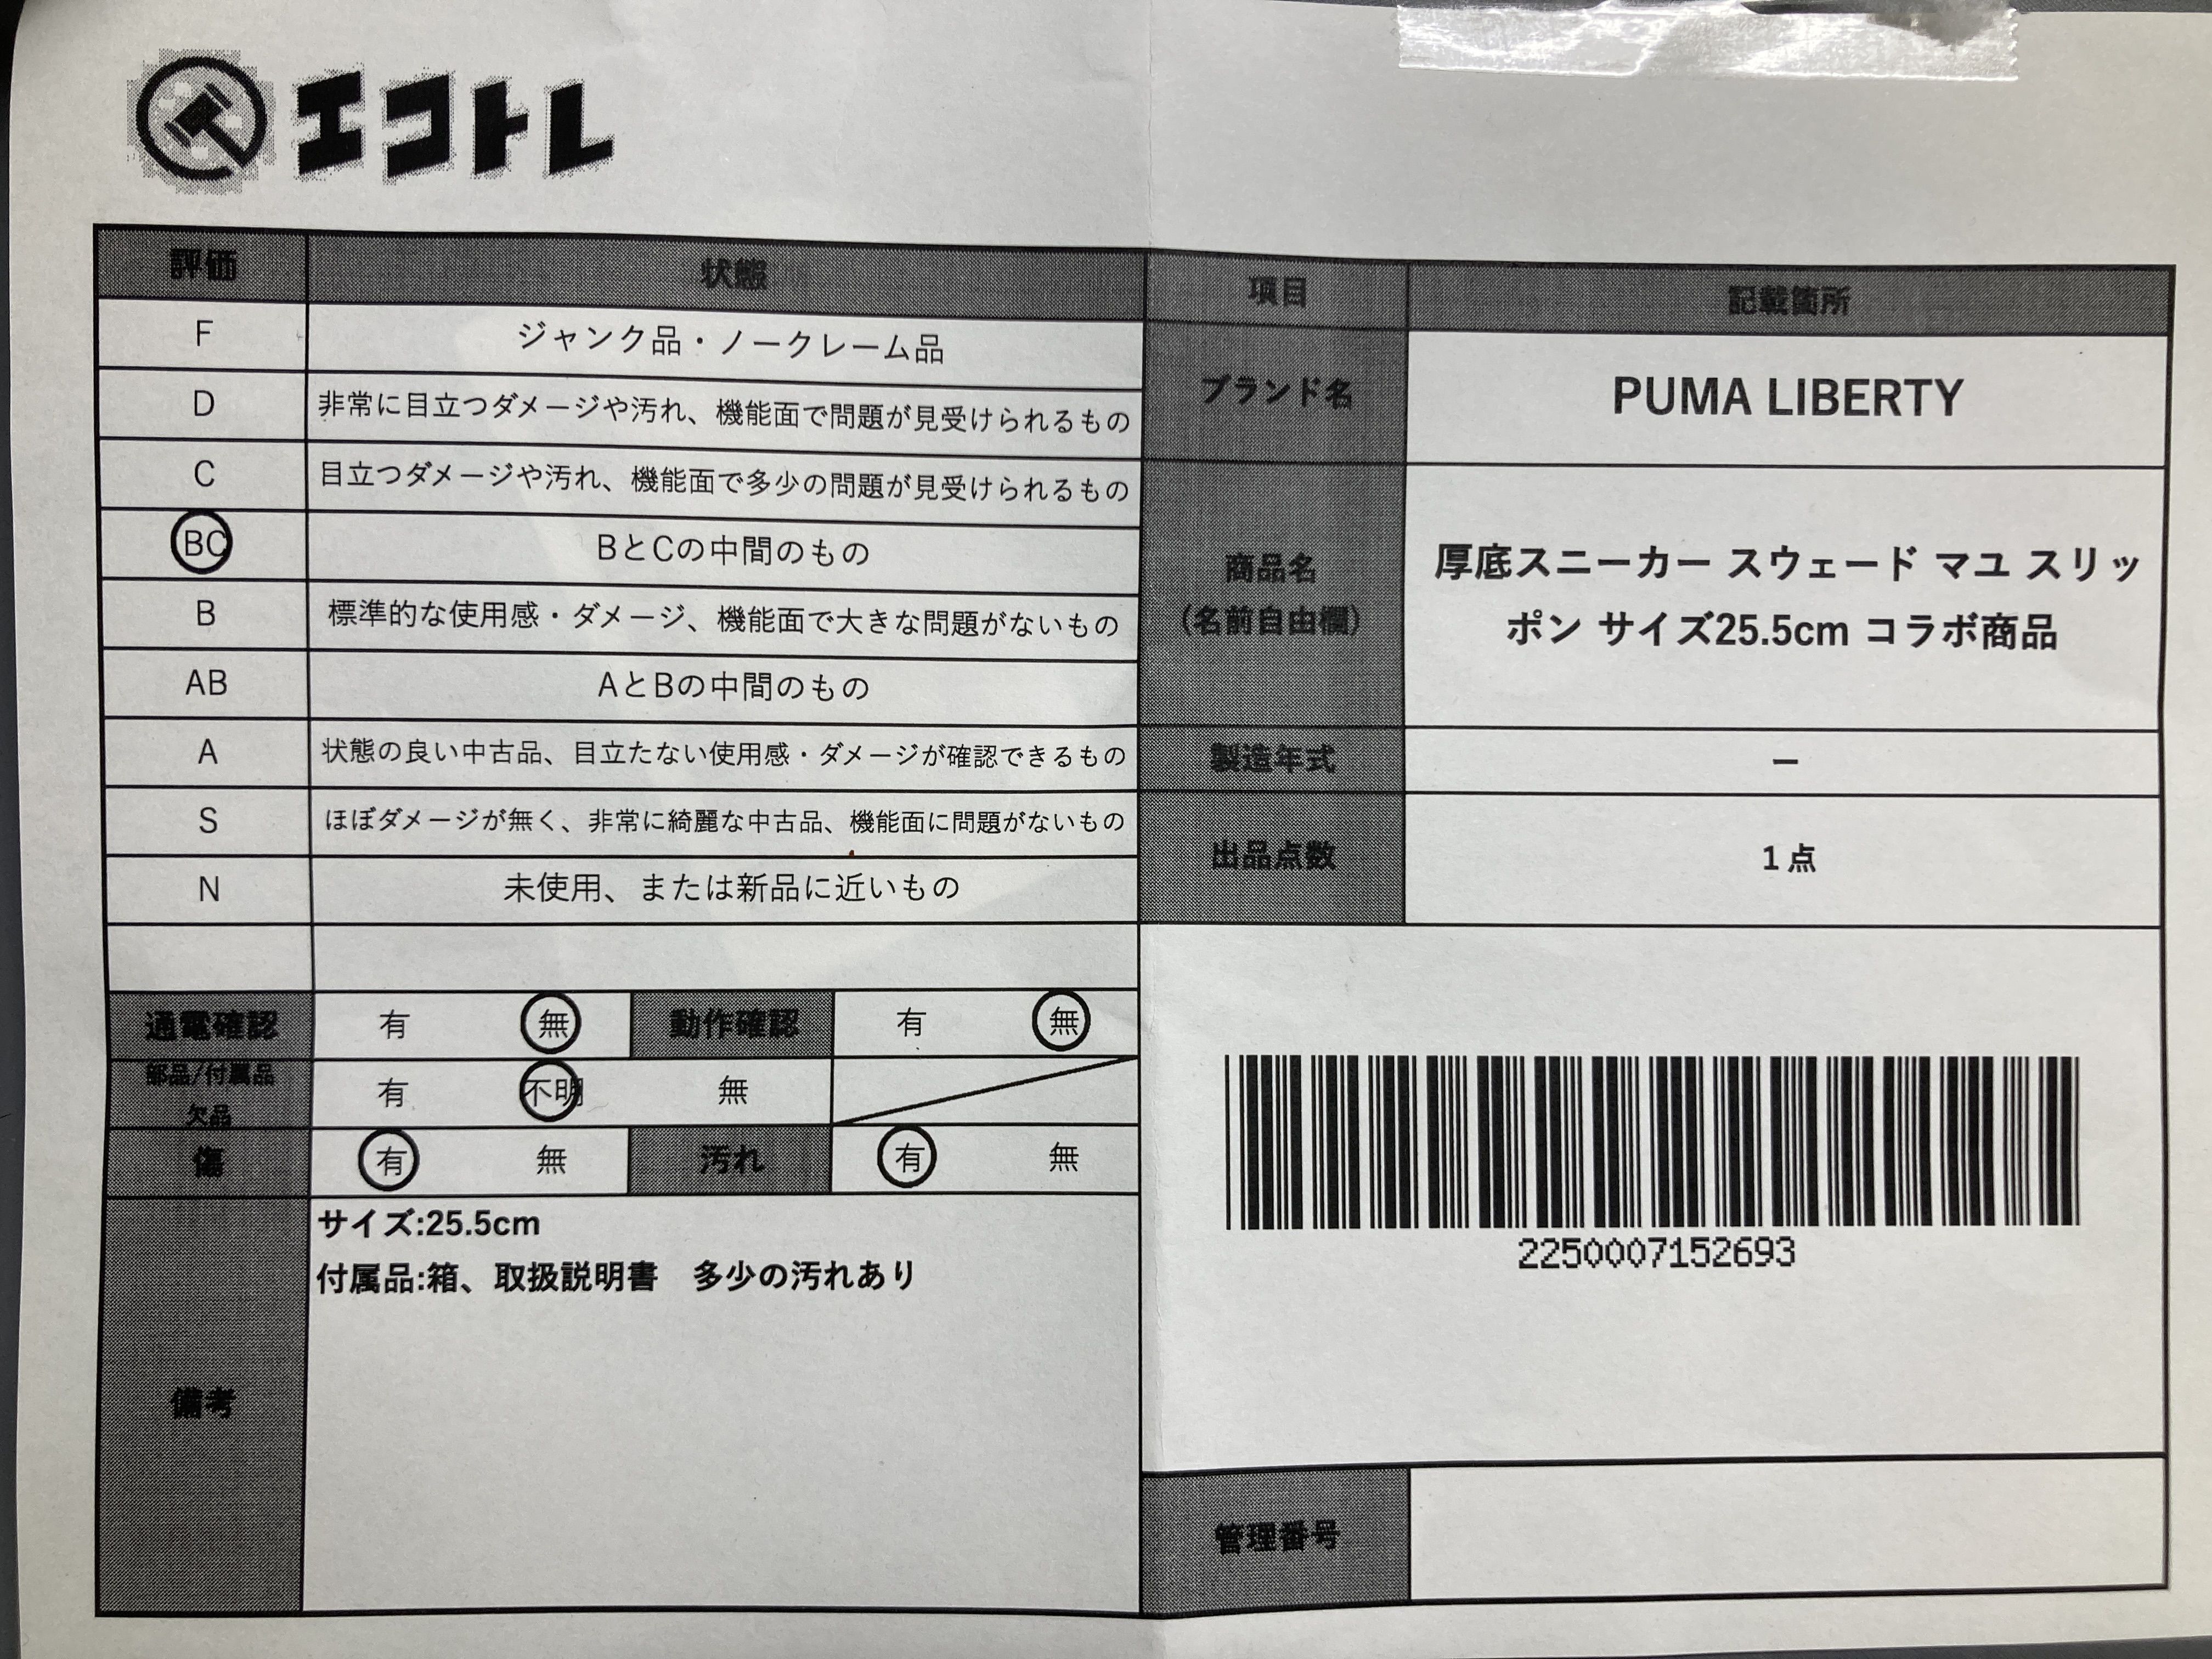 エコトレ
評価 状態
F ジャンク品・ノークレーム品
D 非常に目立つダメージや汚れ、機能面で問題が見受けられるもの
C 目立つダメージや汚れ、機能面で多少の問題が見受けられるもの
BC BとCの中間のもの
B 標準的な使用感・ダメージ、機能面で大きな問題がないもの
AB AとBの中間のもの
A 状態の良い中古品、目立たない使用感・ダメージが確認できるもの
S ほぼダメージが無く、非常に綺麗な中古品、機能面に問題がないもの
N 未使用、または新品に近いもの
通電確認 有 無 動作確認 有 無
部品/付属品
欠品
有 不明 無
傷 有 無 汚れ 有 無
備考
サイズ:25.5cm
付属品:箱、取扱説明書 多少の汚れあり
項目 記載箇所
ブランド名 PUMA LIBERTY
商品名
(名前自由欄)
厚底スニーカー スウェード マユ スリッ
ポン サイズ25.5cm コラボ商品
製造年式 ー
出品点数 1点
2250007152693
管理番号